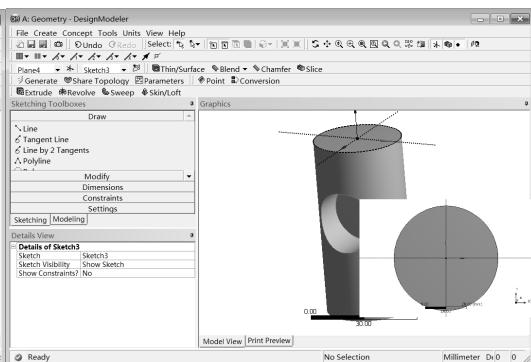 A: Geometry - DesignModeler
File Create Concept Tools Units View Help
Undo Redo Select:
Plane4 Sketch3 Thin/Surface Blend Chamfer Slice
Generate Share Topology Parameters Point Conversion
Extrude Revolve Sweep Skin/Loft
Sketching Toolboxes
Draw
Line
Tangent Line
Line by 2 Tangents
Polyline
Modify
Dimensions
Constraints
Settings
Sketching Modeling
Details View
Details of Sketch3
Sketch Sketch3
Sketch Visibility Show Sketch
Show Constraints? No
Graphics
0.00
30.00
Model View Print Preview
Ready No Selection Millimeter De 0 0